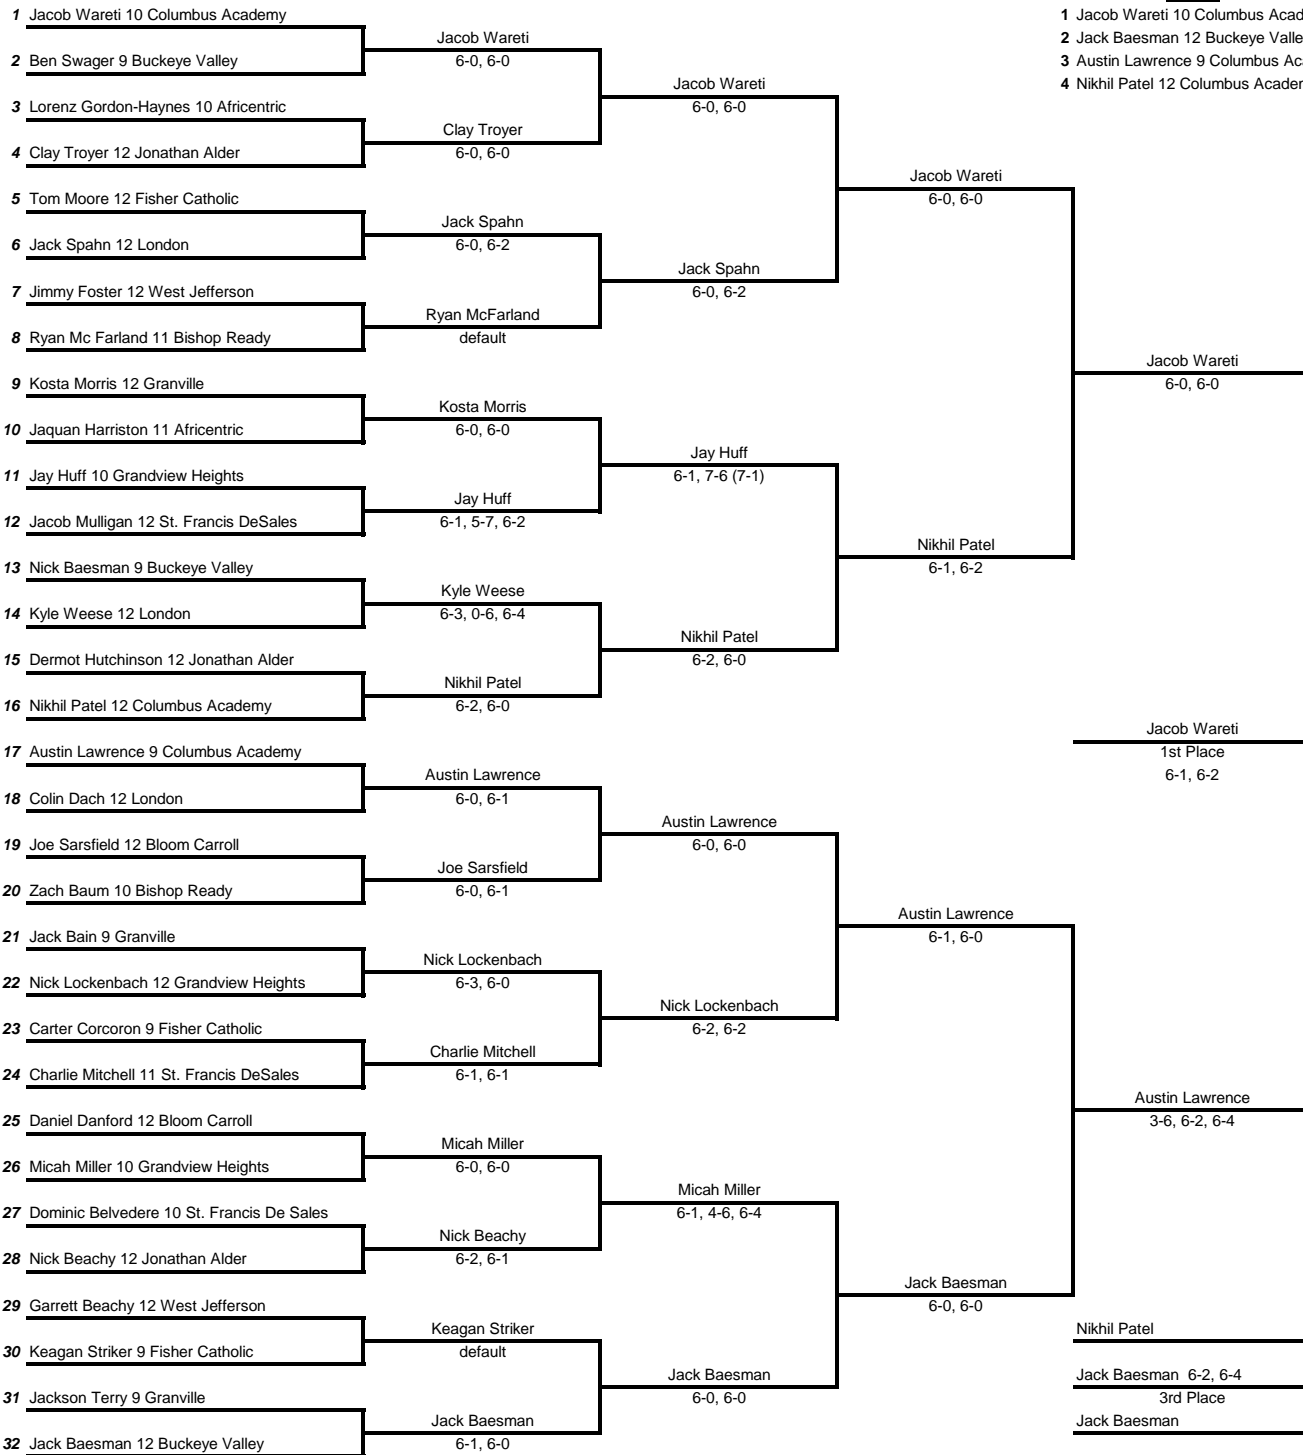 1 Jacob Wareti 10 Columbus Academy
2 Ben Swager 9 Buckeye Valley
3 Lorenz Gordon-Haynes 10 Africentric
4 Clay Troyer 12 Jonathan Alder
5 Tom Moore 12 Fisher Catholic
6 Jack Spahn 12 London
7 Jimmy Foster 12 West Jefferson
8 Ryan Mc Farland 11 Bishop Ready
9 Kosta Morris 12 Granville
10 Jaquan Harriston 11 Africentric
11 Jay Huff 10 Grandview Heights
12 Jacob Mulligan 12 St. Francis DeSales
13 Nick Baesman 9 Buckeye Valley
14 Kyle Weese 12 London
15 Dermot Hutchinson 12 Jonathan Alder
16 Nikhil Patel 12 Columbus Academy
17 Austin Lawrence 9 Columbus Academy
18 Colin Dach 12 London
19 Joe Sarsfield 12 Bloom Carroll
20 Zach Baum 10 Bishop Ready
21 Jack Bain 9 Granville
22 Nick Lockenbach 12 Grandview Heights
23 Carter Corcoron 9 Fisher Catholic
24 Charlie Mitchell 11 St. Francis DeSales
25 Daniel Danford 12 Bloom Carroll
26 Micah Miller 10 Grandview Heights
27 Dominic Belvedere 10 St. Francis De Sales
28 Nick Beachy 12 Jonathan Alder
29 Garrett Beachy 12 West Jefferson
30 Keagan Striker 9 Fisher Catholic
31 Jackson Terry 9 Granville
32 Jack Baesman 12 Buckeye Valley
Jacob Wareti
6-0, 6-0
Clay Troyer
6-0, 6-0
Jack Spahn
6-0, 6-2
Ryan McFarland
default
Kosta Morris
6-0, 6-0
Jay Huff
6-1, 5-7, 6-2
Kyle Weese
6-3, 0-6, 6-4
Nikhil Patel
6-2, 6-0
Austin Lawrence
6-0, 6-1
Joe Sarsfield
6-0, 6-1
Nick Lockenbach
6-3, 6-0
Charlie Mitchell
6-1, 6-1
Micah Miller
6-0, 6-0
Nick Beachy
6-2, 6-1
Keagan Striker
default
Jack Baesman
6-1, 6-0
Jacob Wareti
6-0, 6-0
Jack Spahn
6-0, 6-2
Jay Huff
6-1, 7-6 (7-1)
Nikhil Patel
6-2, 6-0
Austin Lawrence
6-0, 6-0
Nick Lockenbach
6-2, 6-2
Micah Miller
6-1, 4-6, 6-4
Jack Baesman
6-0, 6-0
Jacob Wareti
6-0, 6-0
Nikhil Patel
6-1, 6-2
Austin Lawrence
6-1, 6-0
Jack Baesman
6-0, 6-0
1 Jacob Wareti 10 Columbus Acad
2 Jack Baesman 12 Buckeye Valle
3 Austin Lawrence 9 Columbus Ac
4 Nikhil Patel 12 Columbus Acade
Jacob Wareti
6-0, 6-0
Jacob Wareti
1st Place
6-1, 6-2
Austin Lawrence
3-6, 6-2, 6-4
Nikhil Patel
Jack Baesman 6-2, 6-4
3rd Place
Jack Baesman